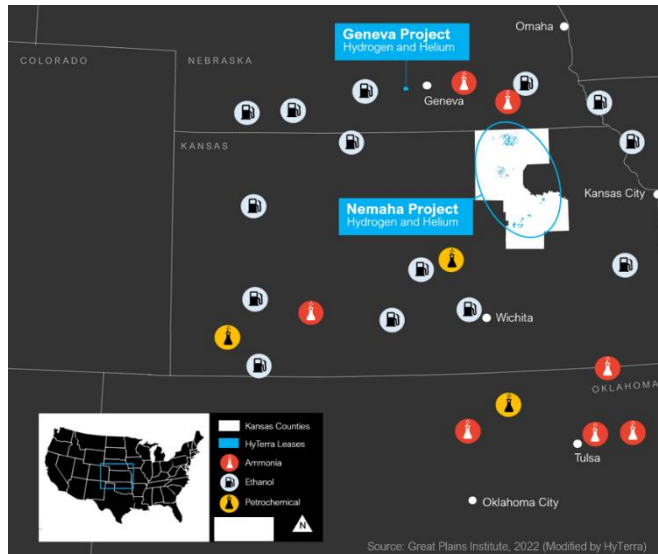 Geneva Project
Hydrogen and Helium
Omaha
COLORADO
NEBRASKA
Geneva
KANSAS
Kansas City
Nemaha Project
Hydrogen and Helium
Wichita
OKLAHOMA
Tulsa
Oklahoma City
Kansas Counties
HyTerra Leases
Ammonia
Ethanol
Petrochemical
N
Source: Great Plains Institute, 2022 (Modified by HyTerra)